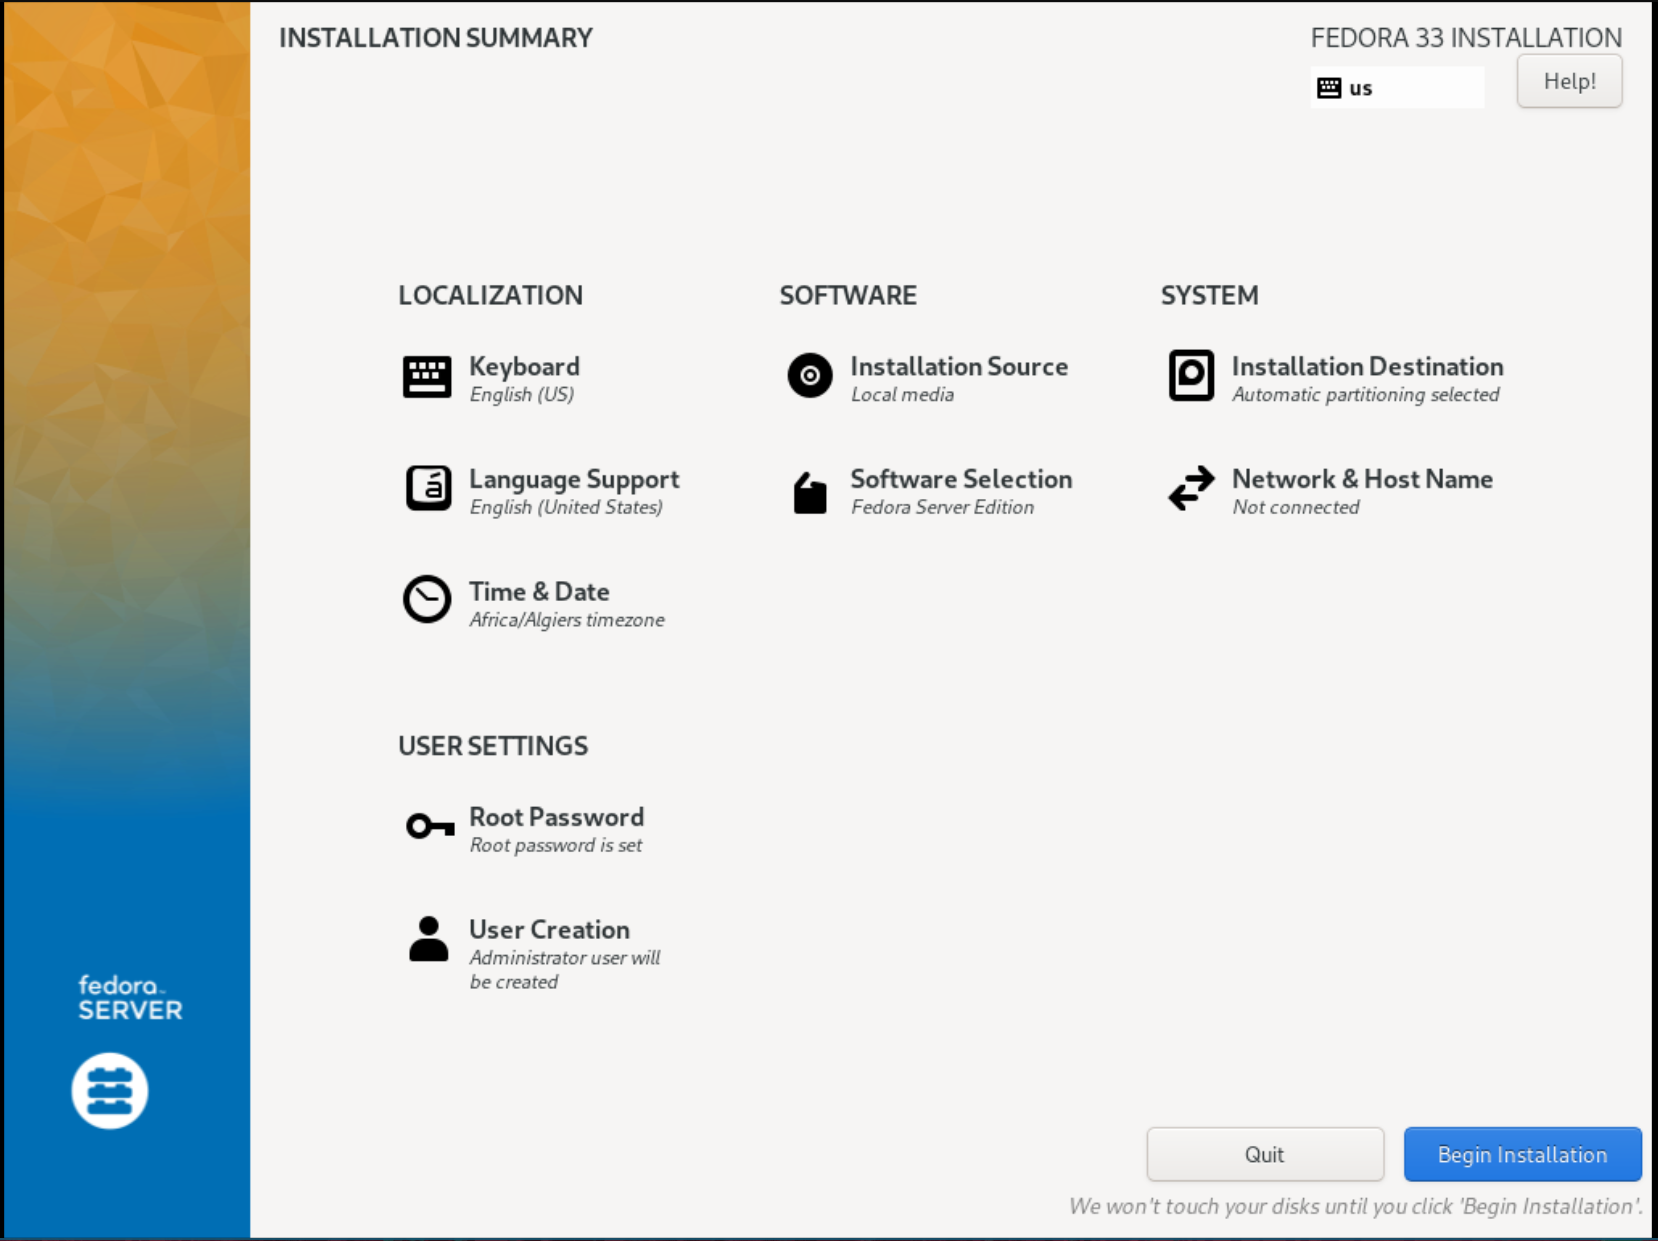 INSTALLATION SUMMARY
FEDORA 33 INSTALLATION
us
Help!
LOCALIZATION
Keyboard
English (US)
Language Support
English (United States)
Time & Date
Africa/Algiers timezone
SOFTWARE
Installation Source
Local media
Software Selection
Fedora Server Edition
SYSTEM
Installation Destination
Automatic partitioning selected
Network & Host Name
Not connected
USER SETTINGS
Root Password
Root password is set
User Creation
Administrator user will
be created
fedora™
SERVER
Quit
Begin Installation
We won't touch your disks until you click 'Begin Installation'.